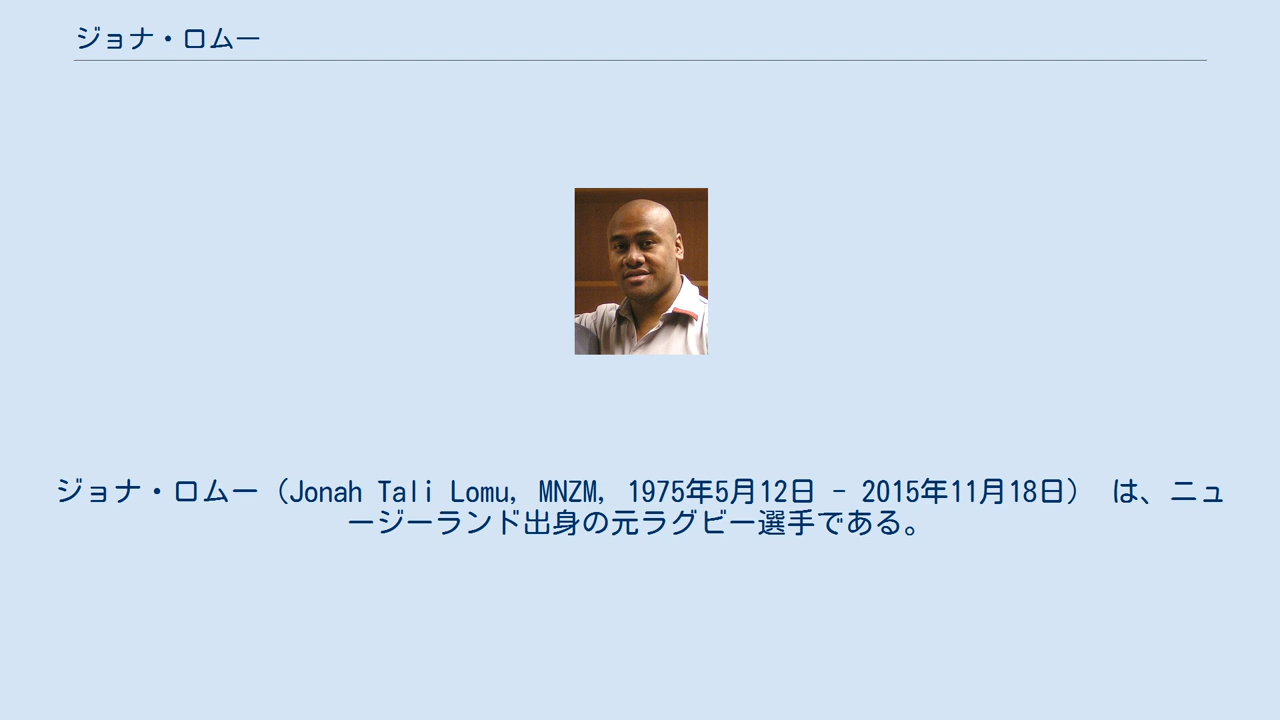 ジョナ・ロムー
ジョナ・ロムー（Jonah Tali Lomu, MNZM, 1975年5月12日 - 2015年11月18日） は、ニュ
ージーランド出身の元ラグビー選手である。